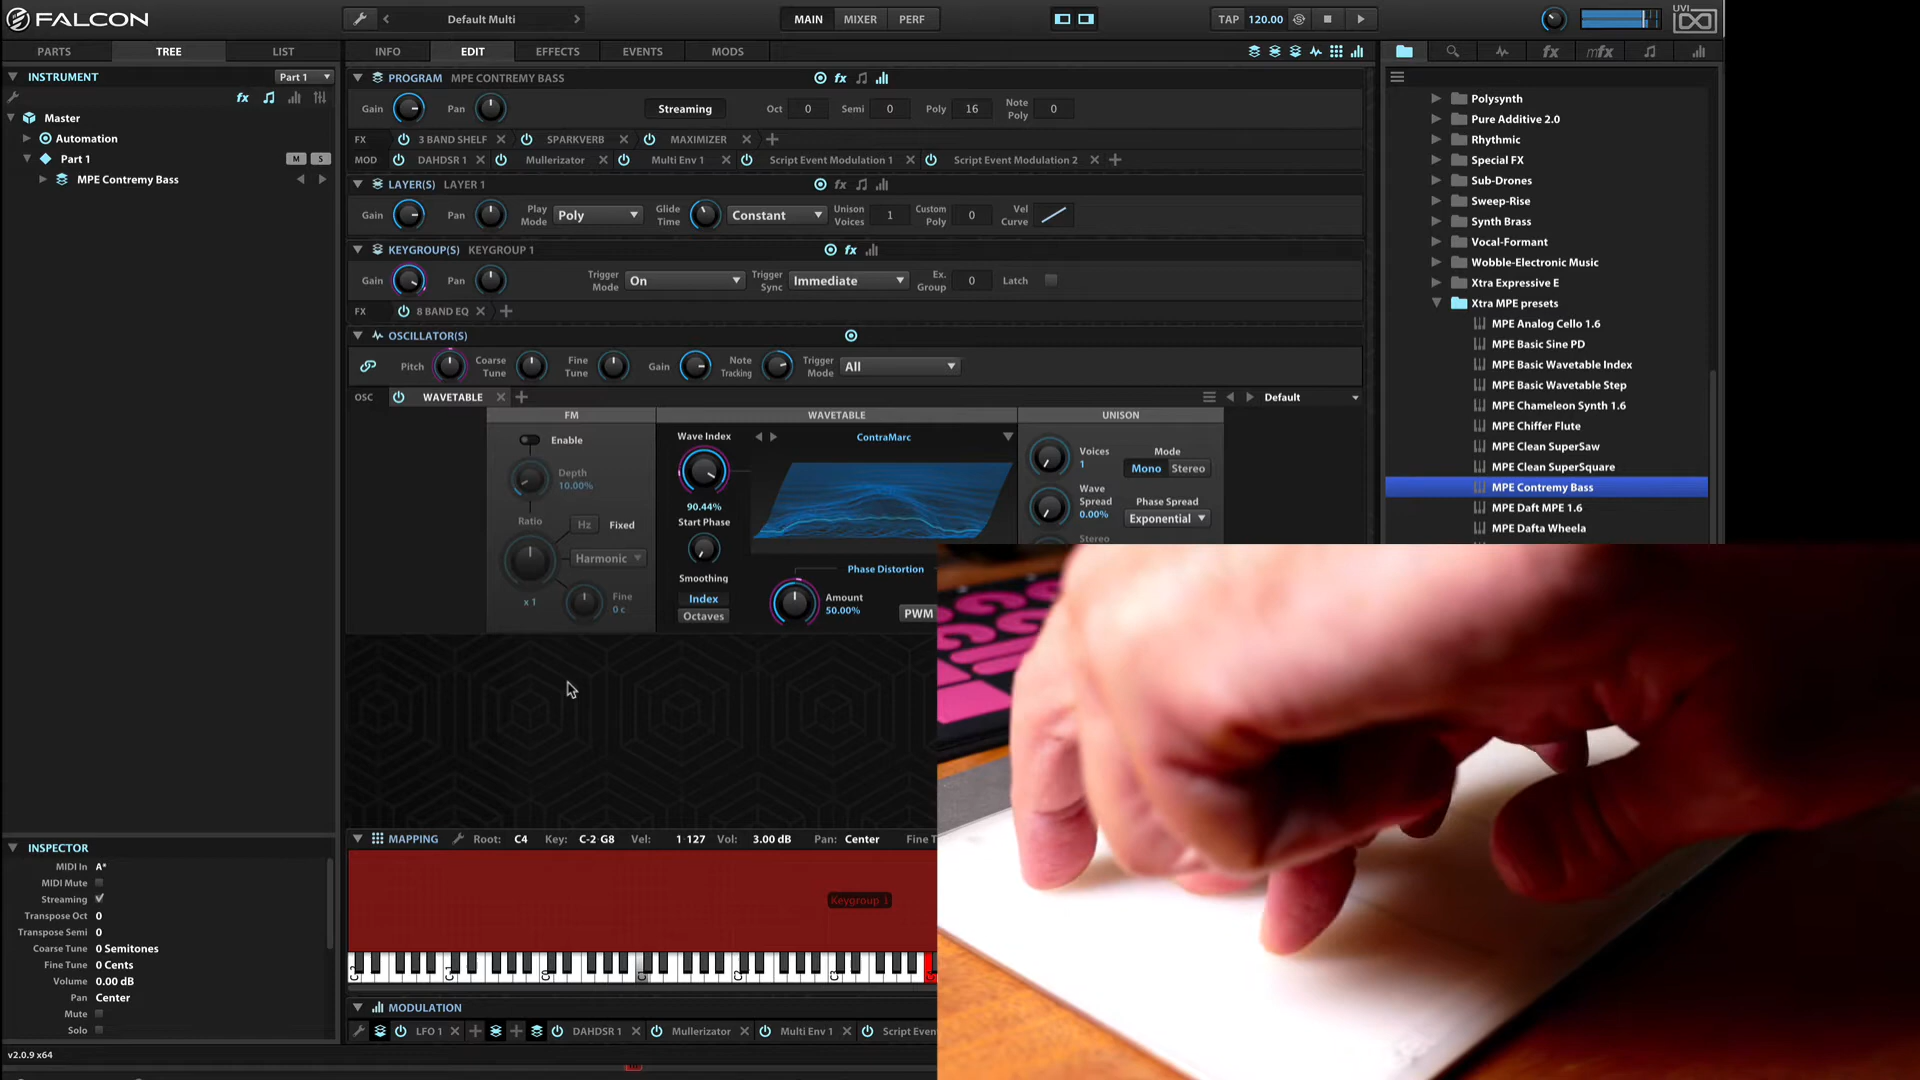 FALCON
Default Multi
MAIN MIXER PERF
TAP 120.00
UVI
PARTS TREE LIST
INFO EDIT EFFECTS EVENTS MODS
fx mfx
INSTRUMENT Part 1
fx
Master
Automation
Part 1 M S
MPE Contremy Bass
PROGRAM MPE CONTREMY BASS fx
Gain Pan Streaming Oct 0 Semi 0 Poly 16 Note Poly 0
FX 3 BAND SHELF SPARKVERB MAXIMIZER
MOD DAHDSR 1 Mullerizator Multi Env 1 Script Event Modulation 1 Script Event Modulation 2
LAYER(S) LAYER 1 fx
Gain Pan Play Mode Poly Glide Time Constant Unison Voices 1 Custom Poly 0 Vel Curve
KEYGROUP(S) KEYGROUP 1 fx
Gain Pan Trigger Mode On Trigger Sync Immediate Ex. Group 0 Latch
FX 8 BAND EQ
OSCILLATOR(S)
Pitch Coarse Tune Fine Tune Gain Note Tracking Trigger Mode All
OSC WAVETABLE Default
FM WAVETABLE UNISON
Enable
Depth
10.00%
Ratio
Hz Fixed
Harmonic
x 1
Fine
0 c
Wave Index
ContraMarc
90.44%
Start Phase
Smoothing
Index
Octaves
Phase Distortion
Amount
50.00%
PWM
Voices
1
Mode
Mono Stereo
Wave
Spread
0.00%
Phase Spread
Exponential
Stereo
Polysynth
Pure Additive 2.0
Rhythmic
Special FX
Sub-Drones
Sweep-Rise
Synth Brass
Vocal-Formant
Wobble-Electronic Music
Xtra Expressive E
Xtra MPE presets
MPE Analog Cello 1.6
MPE Basic Sine PD
MPE Basic Wavetable Index
MPE Basic Wavetable Step
MPE Chameleon Synth 1.6
MPE Chiffer Flute
MPE Clean SuperSaw
MPE Clean SuperSquare
MPE Contremy Bass
MPE Daft MPE 1.6
MPE Dafta Wheela
MAPPING Root: C4 Key: C-2 G8 Vel: 1 127 Vol: 3.00 dB Pan: Center Fine T
Keygroup 1
MODULATION
LFO 1 DAHDSR 1 Mullerizator Multi Env 1 Script Even
INSPECTOR
MIDI In A*
MIDI Mute
Streaming
Transpose Oct 0
Transpose Semi 0
Coarse Tune 0 Semitones
Fine Tune 0 Cents
Volume 0.00 dB
Pan Center
Mute
Solo
v2.0.9 x64